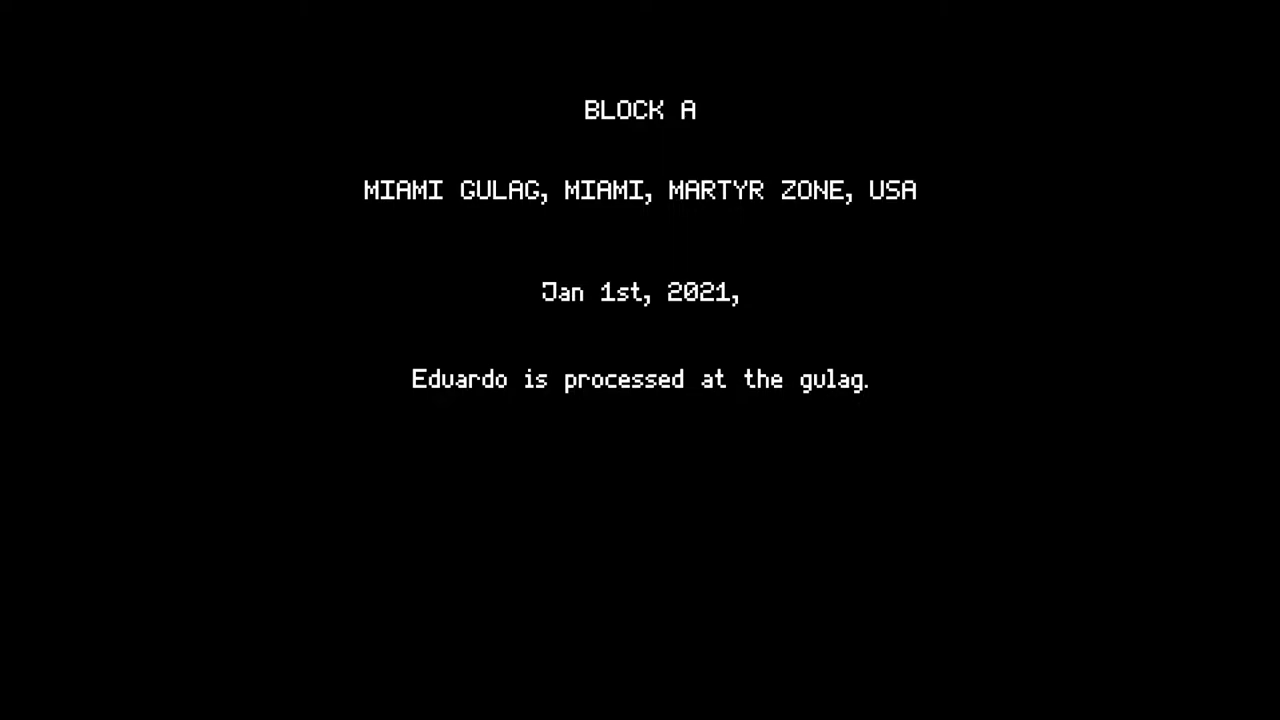 BLOCK A
MIAMI GULAG, MIAMI, MARTYR ZONE, USA
Jan 1st, 2021,
Eduardo is processed at the gulag.